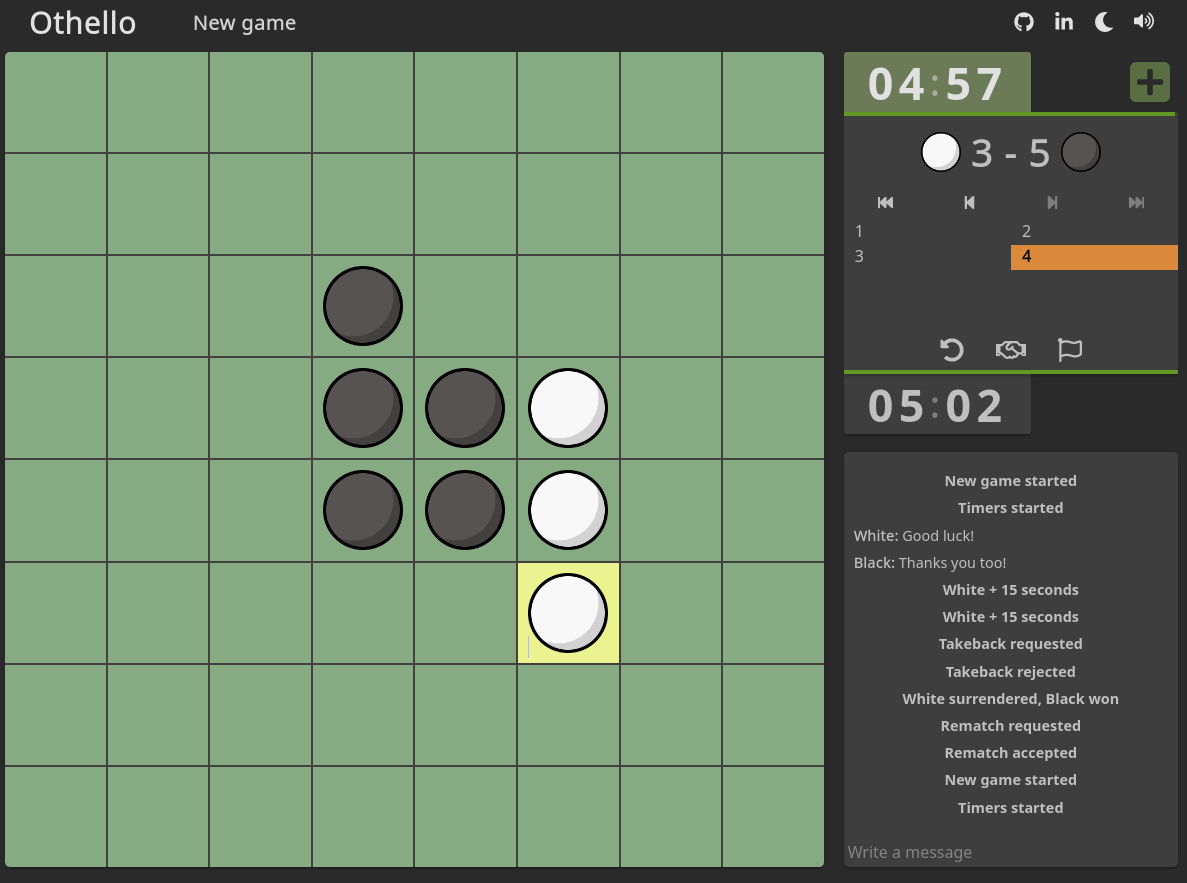 Othello
New game
04:57
3 - 5
1 2
3 4
05:02
New game started
Timers started
White: Good luck!
Black: Thanks you too!
White + 15 seconds
White + 15 seconds
Takeback requested
Takeback rejected
White surrendered, Black won
Rematch requested
Rematch accepted
New game started
Timers started
Write a message